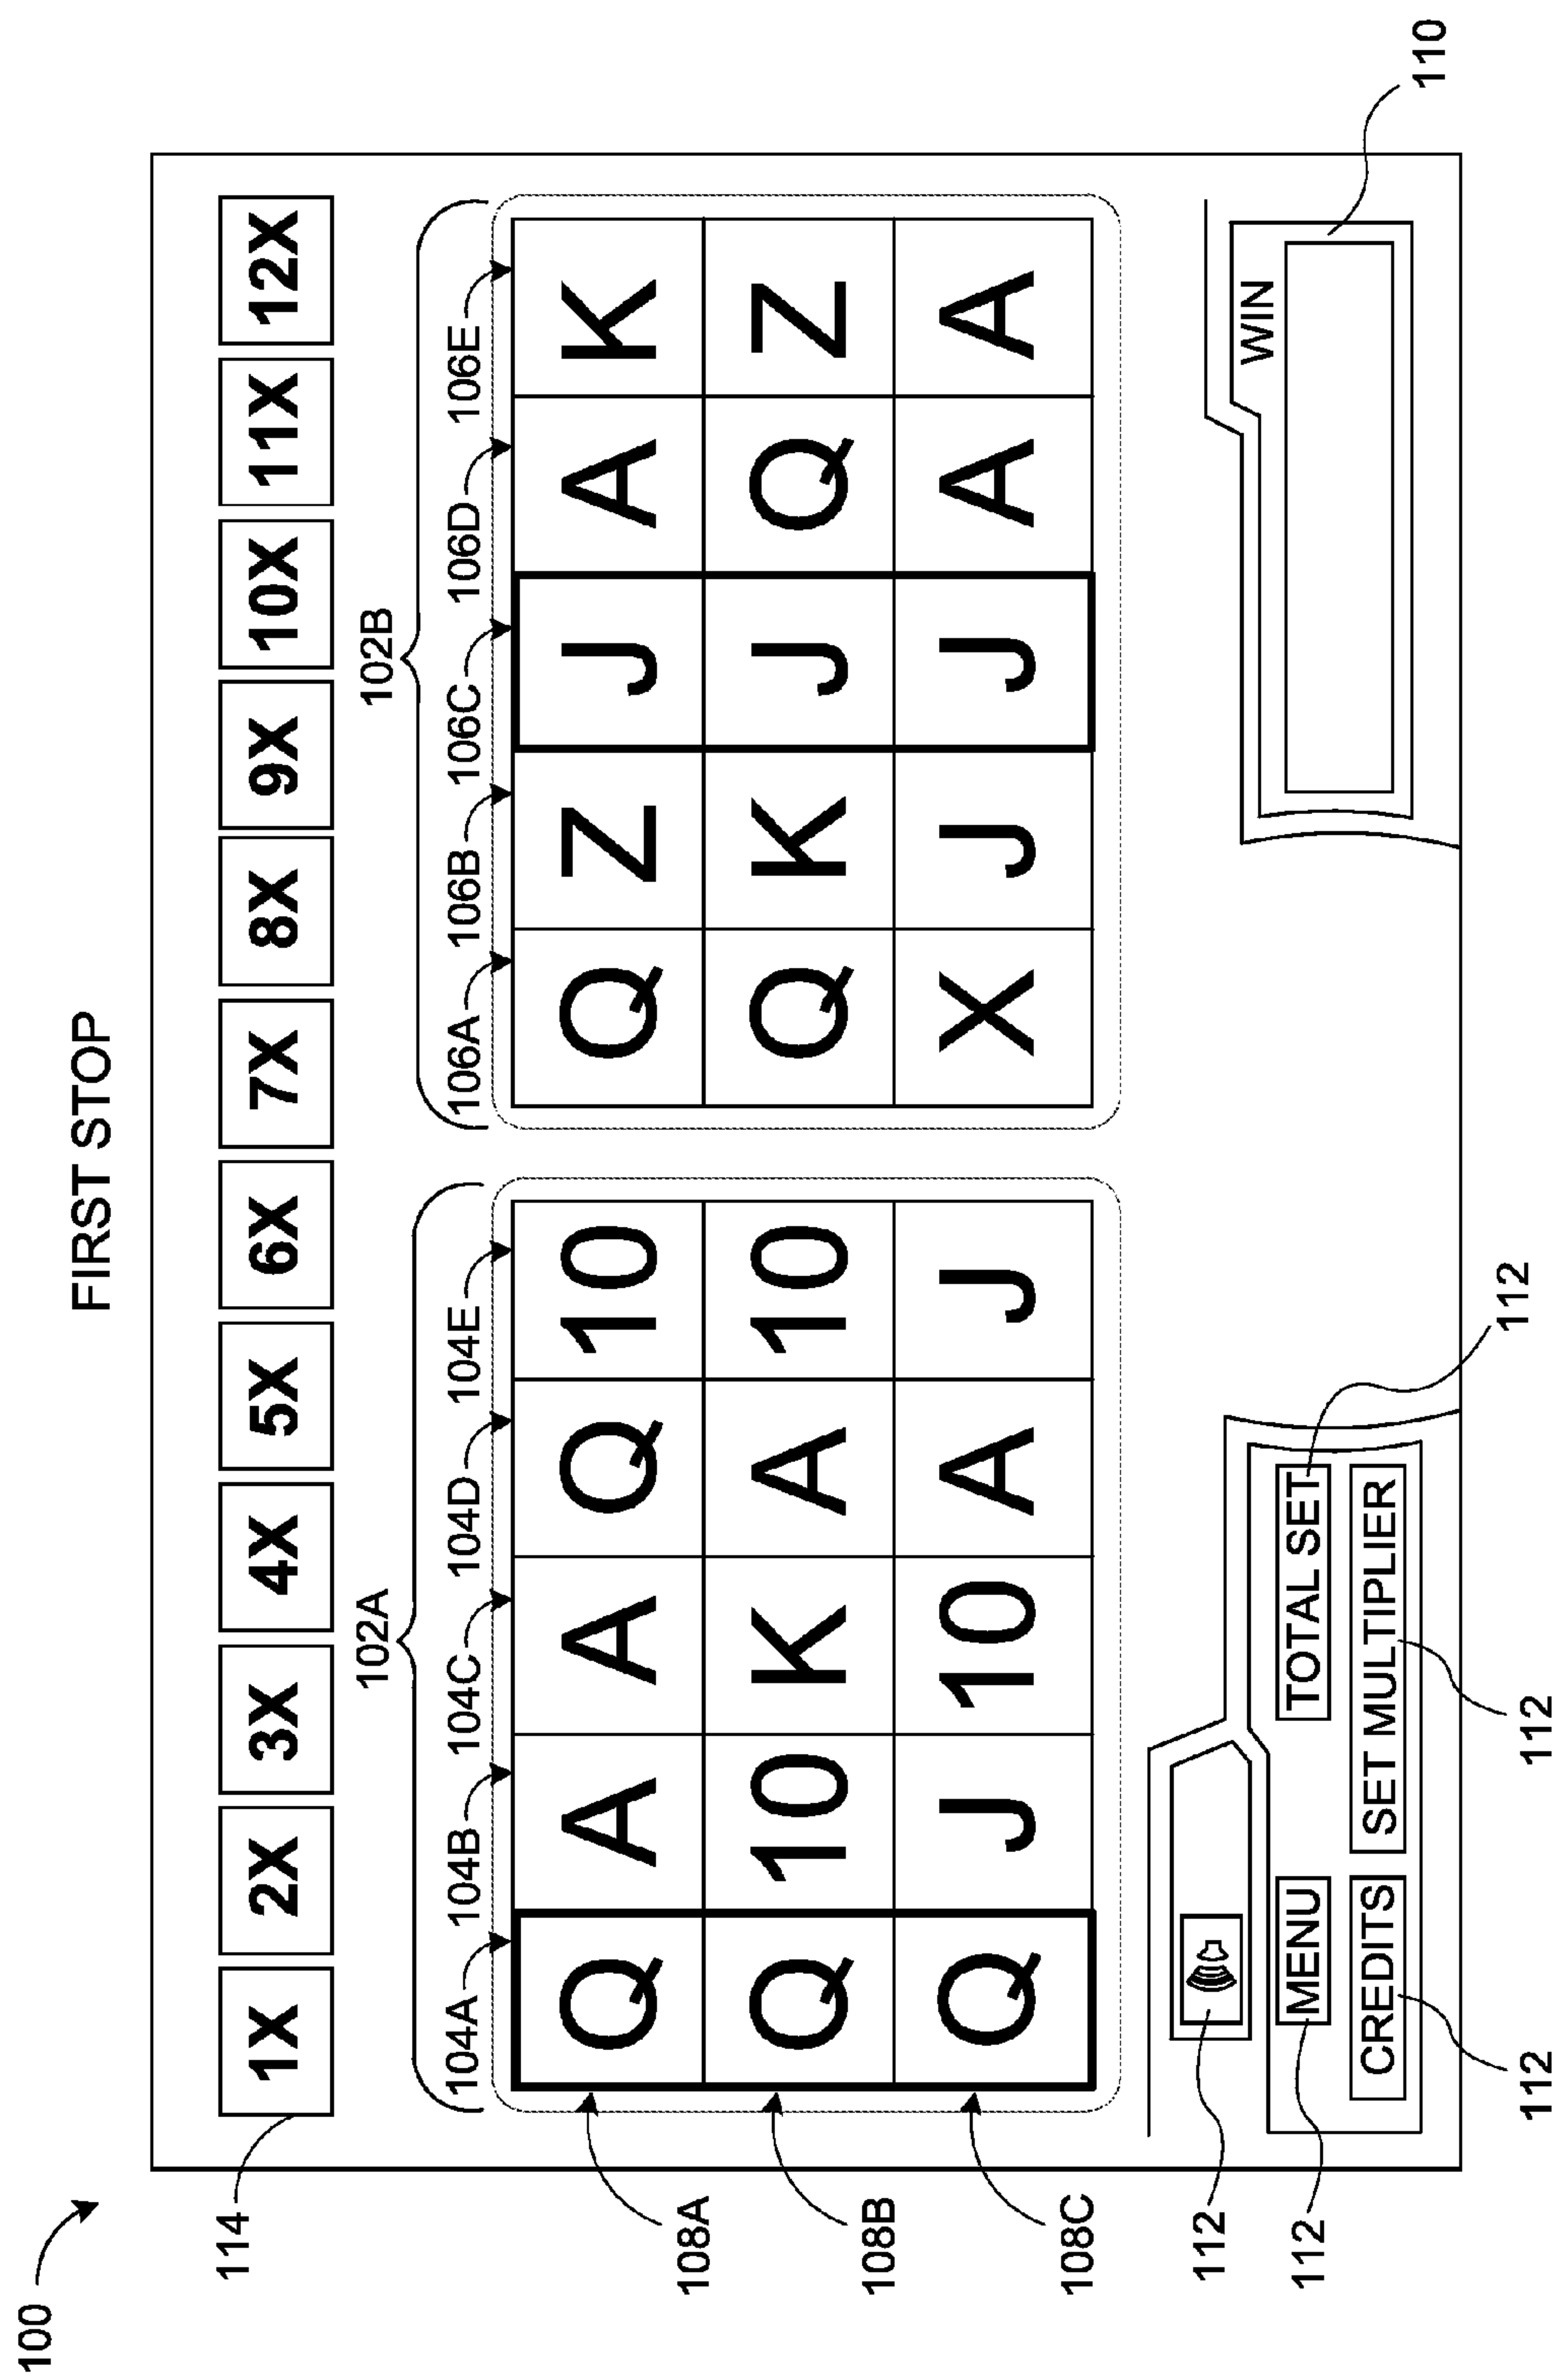 100
FIRST STOP
114
1X 2X 3X 4X 5X 6X 7X 8X 9X 10X 11X 12X
102A 102B
104A 104B 104C 104D 104E 106A 106B 106C 106D 106E
108A Q A A Q 10 Q Z J A K
108B Q 10 K A 10 Q K J Q Z
108C Q J 10 A J X J J A A
112
112 MENU TOTAL SET 112 WIN
CREDITS SET MULTIPLIER
110
112 112